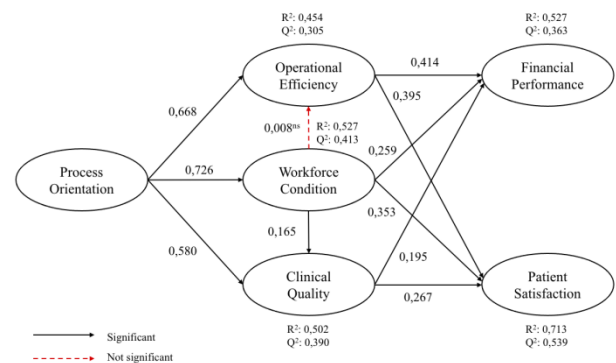 R²: 0,454
Q²: 0,305
R²: 0,527
Q²: 0,363
Operational
Efficiency
0,414
Financial
Performance
0,395
0,668
0,008ⁿˢ
R²: 0,527
Q²: 0,413
0,259
Process
Orientation
0,726
Workforce
Condition
0,353
0,165
0,580
0,195
Clinical
Quality
0,267
Patient
Satisfaction
R²: 0,502
Q²: 0,390
R²: 0,713
Q²: 0,539
Significant
Not significant